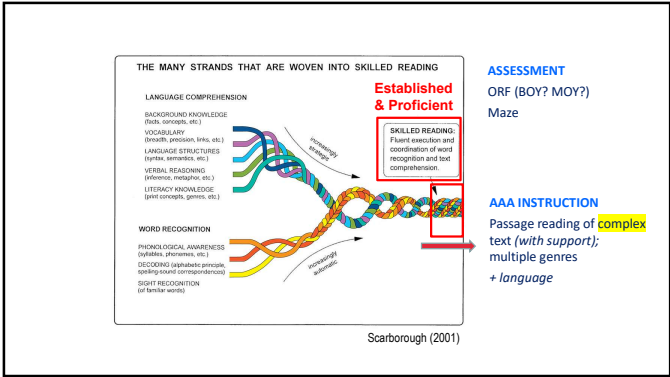 THE MANY STRANDS THAT ARE WOVEN INTO SKILLED READING
LANGUAGE COMPREHENSION
BACKGROUND KNOWLEDGE
(facts, concepts, etc.)
VOCABULARY
(breadth, precision, links, etc.)
LANGUAGE STRUCTURES
(syntax, semantics, etc.)
VERBAL REASONING
(inference, metaphor, etc.)
LITERACY KNOWLEDGE
(print concepts, genres, etc.)
WORD RECOGNITION
PHONOLOGICAL AWARENESS
(syllables, phonemes, etc.)
DECODING (alphabetic principle,
spelling-sound correspondences)
SIGHT RECOGNITION
(of familiar words)
increasingly
strategic
increasingly
automatic
Established
& Proficient
SKILLED READING:
Fluent execution and
coordination of word
recognition and text
comprehension.
Scarborough (2001)
ASSESSMENT
ORF (BOY? MOY?)
Maze
AAA INSTRUCTION
Passage reading of complex
text (with support);
multiple genres
+ language